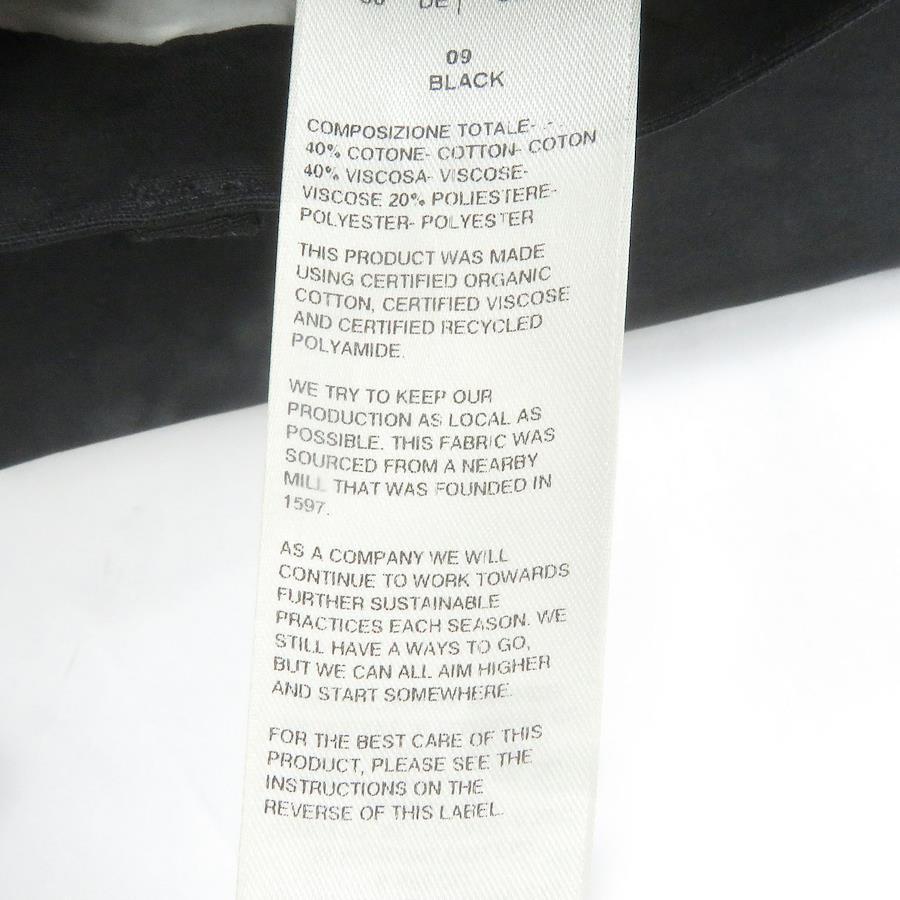 09
BLACK
COMPOSIZIONE TOTALE-
40% COTONE- COTTON- COTON
40% VISCOSA- VISCOSE-
VISCOSE 20% POLIESTERE-
POLYESTER- POLYESTER
THIS PRODUCT WAS MADE
USING CERTIFIED ORGANIC
COTTON, CERTIFIED VISCOSE
AND CERTIFIED RECYCLED
POLYAMIDE.
WE TRY TO KEEP OUR
PRODUCTION AS LOCAL AS
POSSIBLE. THIS FABRIC WAS
SOURCED FROM A NEARBY
MILL THAT WAS FOUNDED IN
1597.
AS A COMPANY WE WILL
CONTINUE TO WORK TOWARDS
FURTHER SUSTAINABLE
PRACTICES EACH SEASON. WE
STILL HAVE A WAYS TO GO,
BUT WE CAN ALL AIM HIGHER
AND START SOMEWHERE.
FOR THE BEST CARE OF THIS
PRODUCT, PLEASE SEE THE
INSTRUCTIONS ON THE
REVERSE OF THIS LABEL.